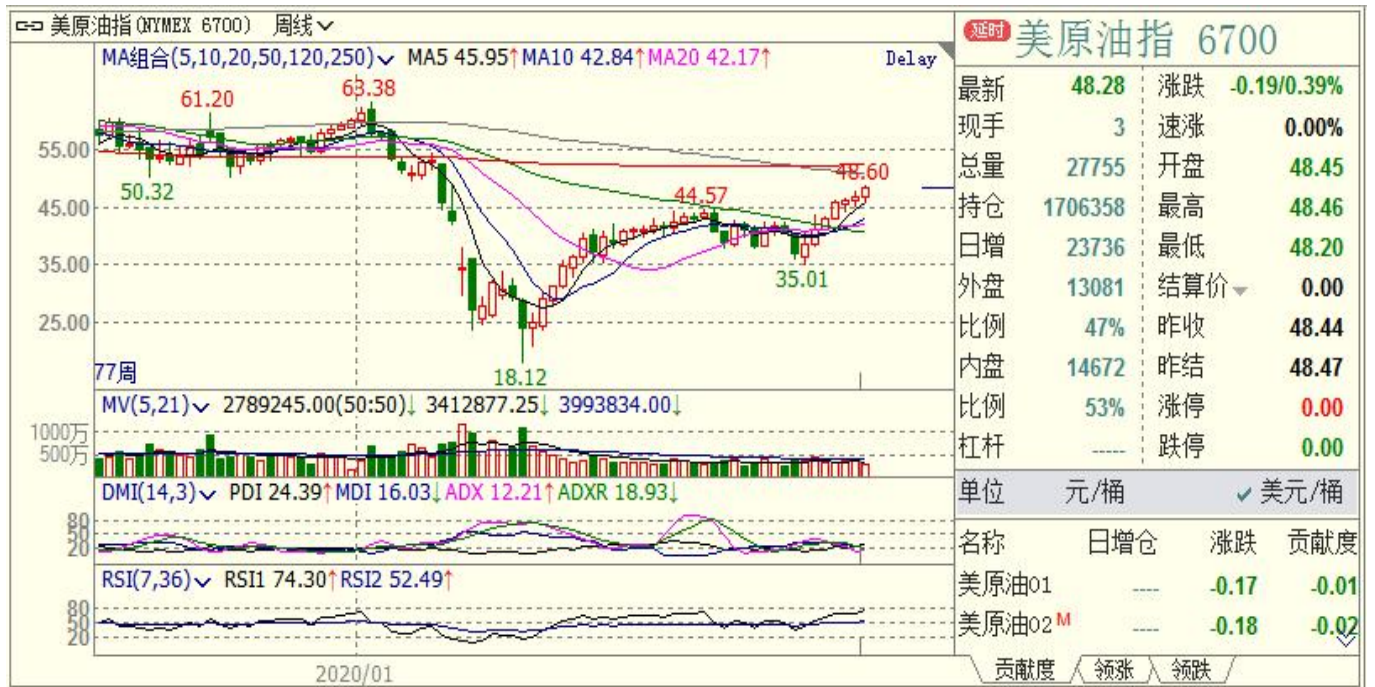 美原油指(NYMEX 6700) 周线
MA组合(5,10,20,50,120,250) MA5 45.95↑MA10 42.84↑MA20 42.17↑
Delay
63.38
61.20
55.00
50.32
48.60
45.00
44.57
35.00
35.01
25.00
18.12
77周
MV(5,21) 2789245.00(50:50)↓ 3412877.25↓ 3993834.00↓
1000万
500万
DMI(14,3) PDI 24.39↑MDI 16.03↓ADX 12.21↑ADXR 18.93↓
80
50
20
RSI(7,36) RSI1 74.30↑RSI2 52.49↑
80
50
20
2020/01
延时 美原油指 6700
最新 48.28 涨跌 -0.19/0.39%
现手 3 速涨 0.00%
总量 27755 开盘 48.45
持仓 1706358 最高 48.46
日增 23736 最低 48.20
外盘 13081 结算价 0.00
比例 47% 昨收 48.44
内盘 14672 昨结 48.47
比例 53% 涨停 0.00
杠杆 ---- 跌停 0.00
单位 元/桶 ✓美元/桶
名称 日增仓 涨跌 贡献度
美原油01 ---- -0.17 -0.01
美原油02 M ---- -0.18 -0.02
贡献度 领涨 领跌